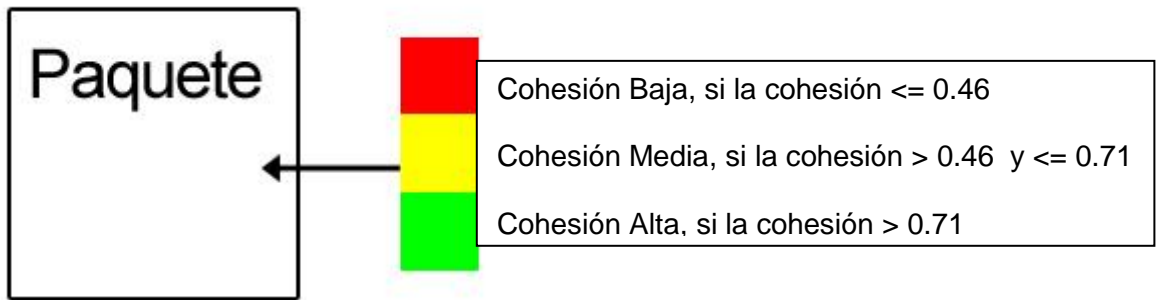 Paquete
Cohesión Baja, si la cohesión <= 0.46
Cohesión Media, si la cohesión > 0.46 y <= 0.71
Cohesión Alta, si la cohesión > 0.71